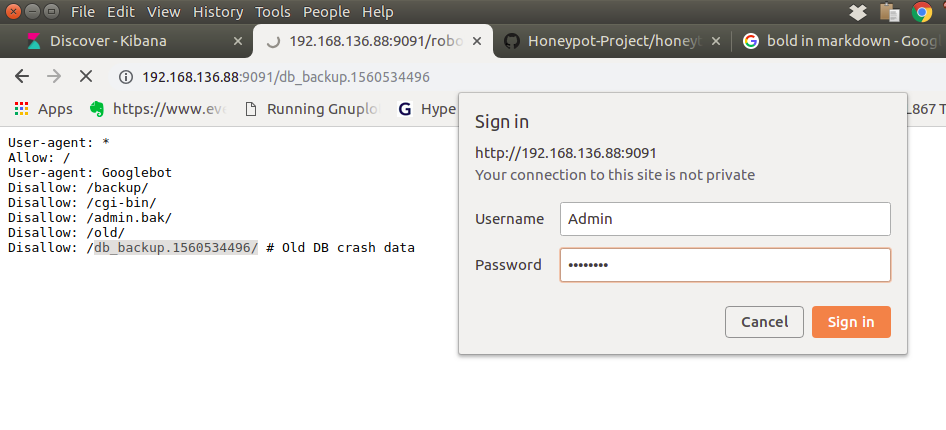 File Edit View History Tools People Help
Discover - Kibana
192.168.136.88:9091/robo
Honeypot-Project/honeyt
bold in markdown - Goog
192.168.136.88:9091/db_backup.1560534496
Apps
https://www.eve
Running Gnuplo
G Hype
L867 T
User-agent: *
Allow: /
User-agent: Googlebot
Disallow: /backup/
Disallow: /cgi-bin/
Disallow: /admin.bak/
Disallow: /old/
Disallow: /db_backup.1560534496/ # Old DB crash data
Sign in
http://192.168.136.88:9091
Your connection to this site is not private
Username Admin
Password ••••••••
Cancel Sign in